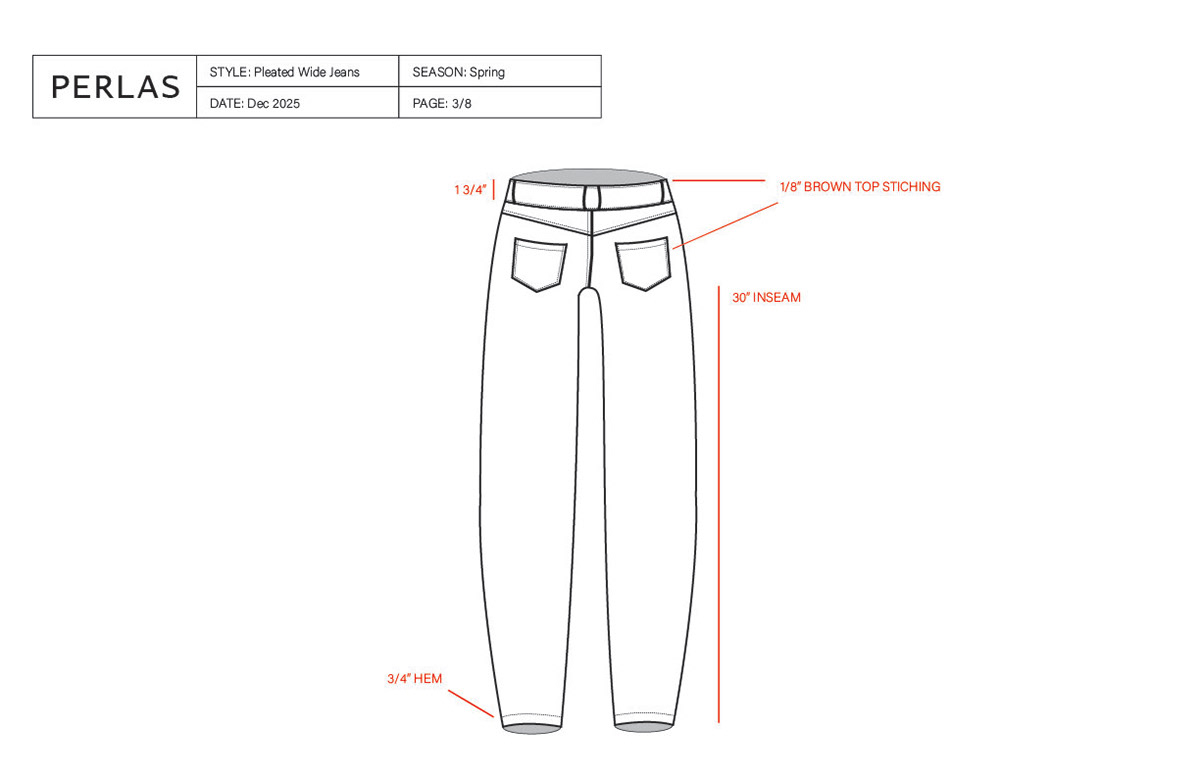 PERLAS
STYLE: Pleated Wide Jeans
SEASON: Spring
DATE: Dec 2025
PAGE: 3/8
1 3/4″
1/8″ BROWN TOP STICHING
30″ INSEAM
3/4″ HEM